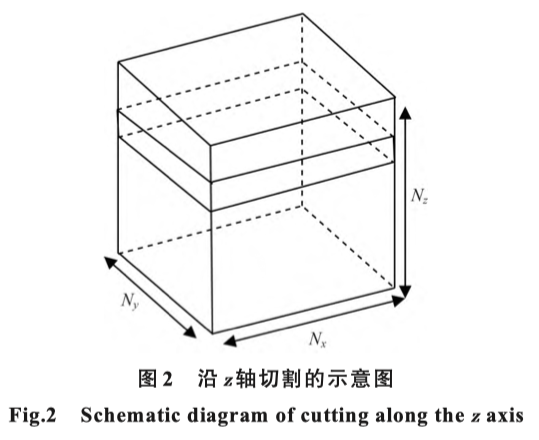 N_z
N_y
N_x
图2 沿z轴切割的示意图
Fig.2 Schematic diagram of cutting along the z axis